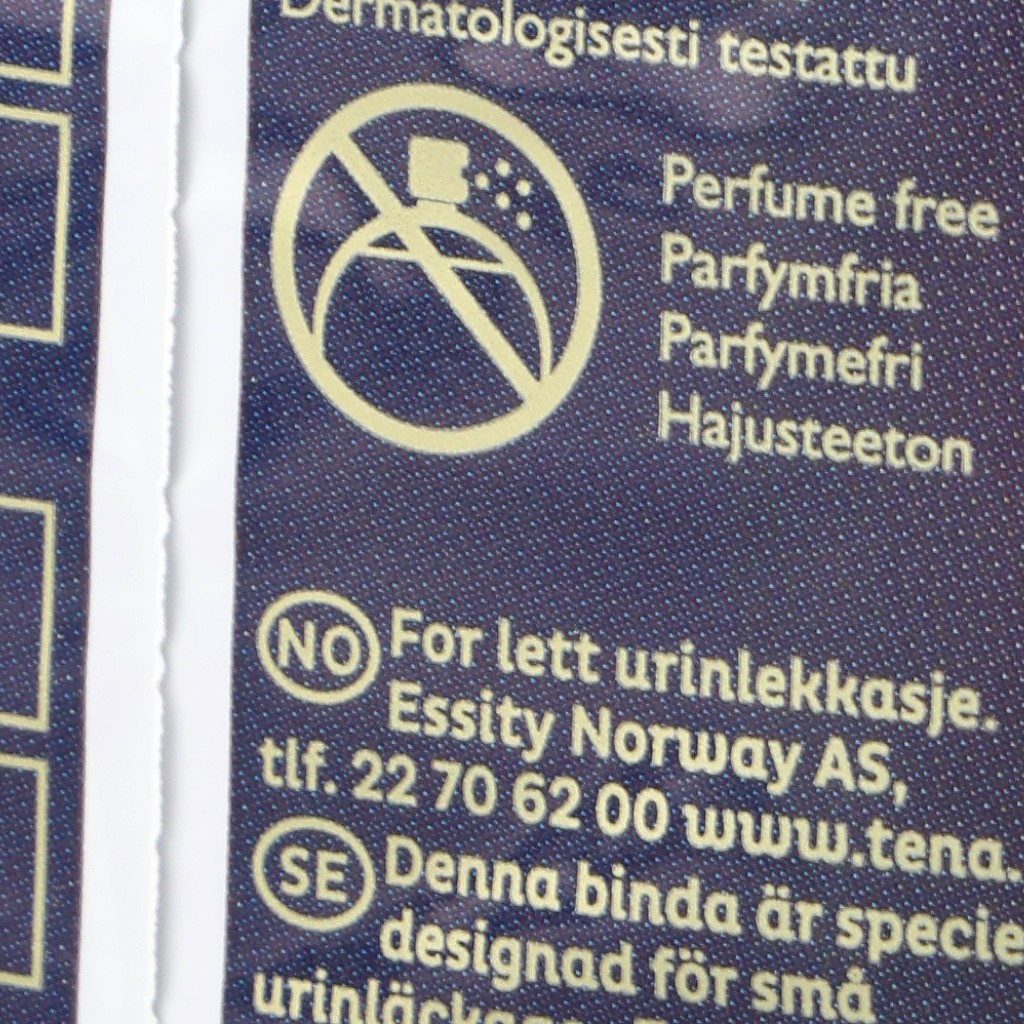 Dermatologisesti testattu
Perfume free
Parfymfria
Parfymefri
Hajusteeton
NO For lett urinlekkasje.
Essity Norway AS,
tlf. 22 70 62 00 www.tena.
SE Denna binda är specie
designad för små